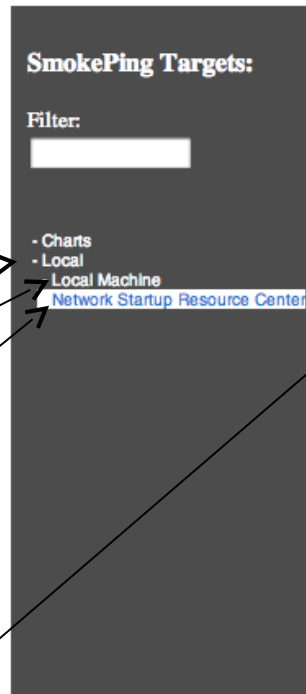 SmokePing Targets:
Filter:
- Charts
- Local
Local Machine
Network Startup Resource Center